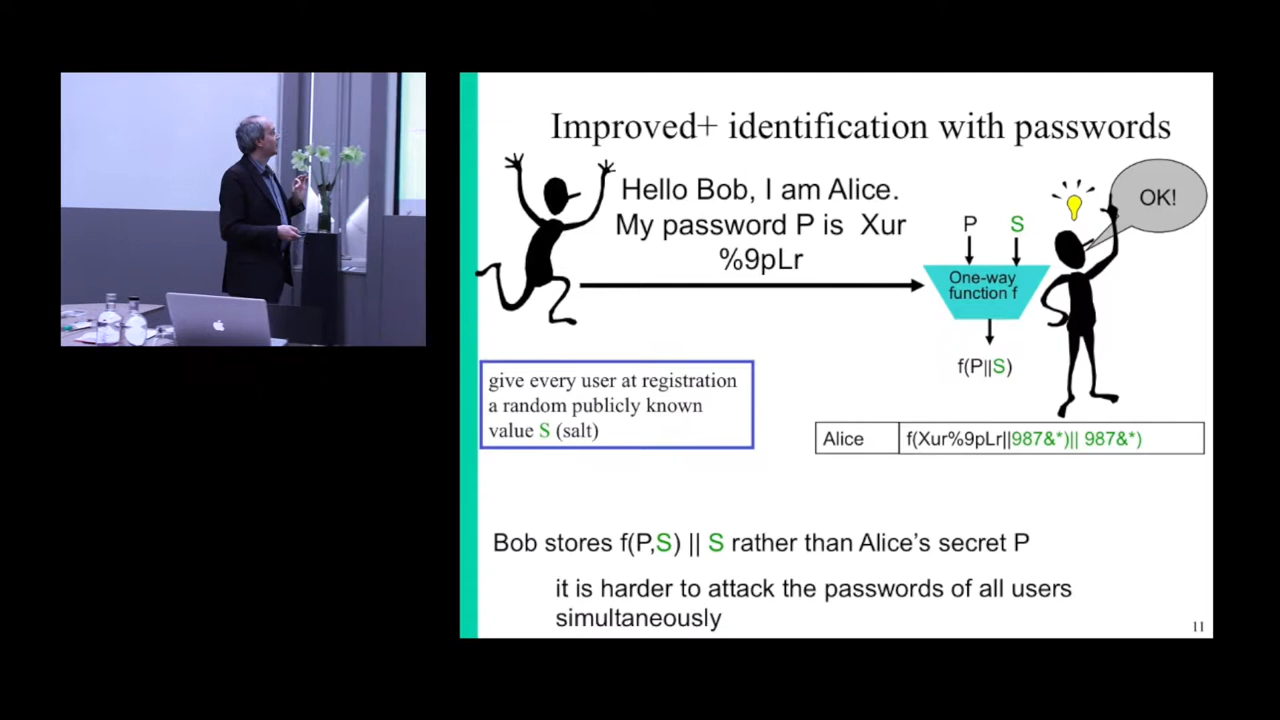 Improved+ identification with passwords
Hello Bob, I am Alice.
My password P is Xur
%9pLr
P S
OK!
One-way
function f
f(P||S)
give every user at registration
a random publicly known
value S (salt)
Alice f(Xur%9pLr||987&*)|| 987&*)
Bob stores f(P,S) || S rather than Alice's secret P
it is harder to attack the passwords of all users
simultaneously
11